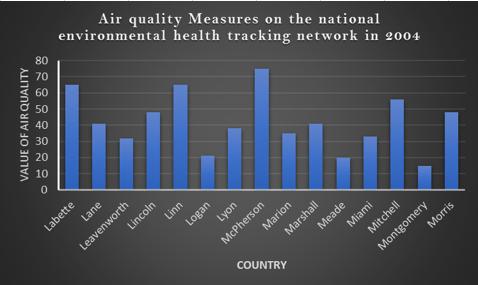 Air quality Measures on the national
environmental health tracking network in 2004
VALUE OF AIR QUALITY
80
70
60
50
40
30
20
10
0
Labette
Lane
Leavenworth
Lincoln
Linn
Logan
Lyon
McPherson
Marion
Marshall
Meade
Miami
Mitchell
Montgomery
Morris
COUNTRY